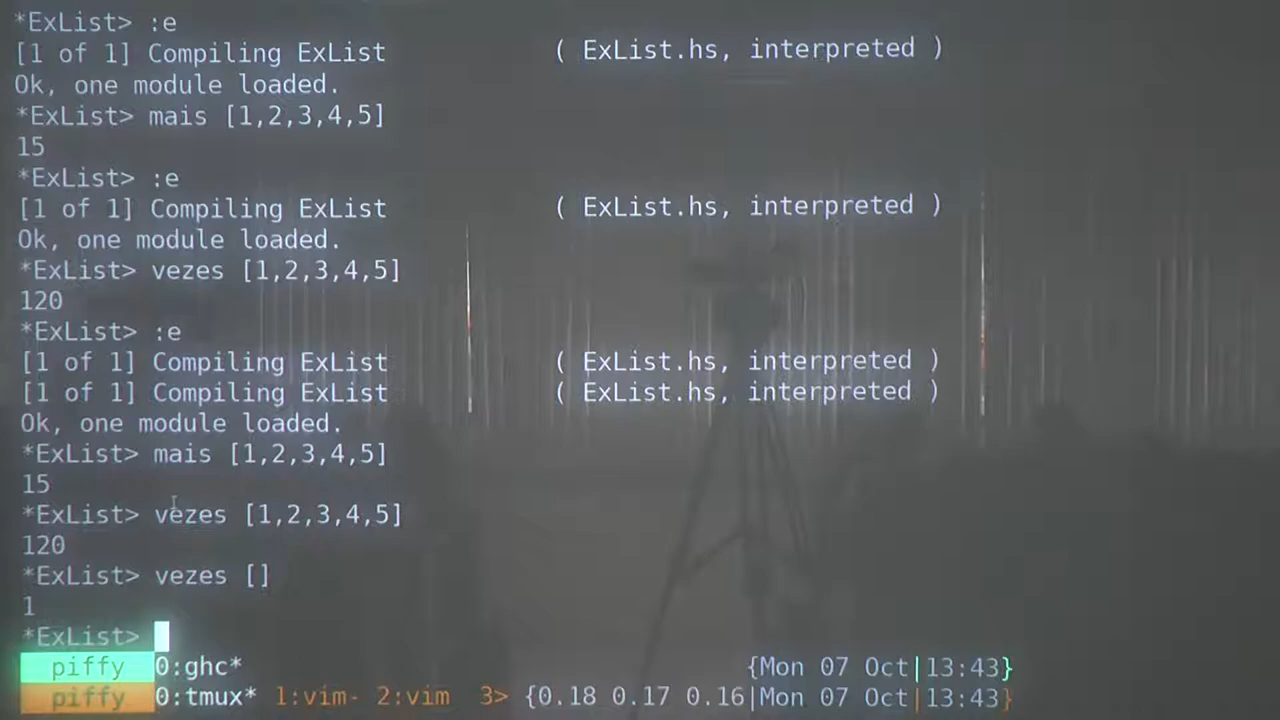 *ExList> :e
[1 of 1] Compiling ExList ( ExList.hs, interpreted )
Ok, one module loaded.
*ExList> mais [1,2,3,4,5]
15
*ExList> :e
[1 of 1] Compiling ExList ( ExList.hs, interpreted )
Ok, one module loaded.
*ExList> vezes [1,2,3,4,5]
120
*ExList> :e
[1 of 1] Compiling ExList ( ExList.hs, interpreted )
[1 of 1] Compiling ExList ( ExList.hs, interpreted )
Ok, one module loaded.
*ExList> mais [1,2,3,4,5]
15
*ExList> vezes [1,2,3,4,5]
120
*ExList> vezes []
1
*ExList>
piffy 0:ghc* {Mon 07 Oct|13:43}
piffy 0:tmux* 1:vim- 2:vim 3> {0.18 0.17 0.16|Mon 07 Oct|13:43}